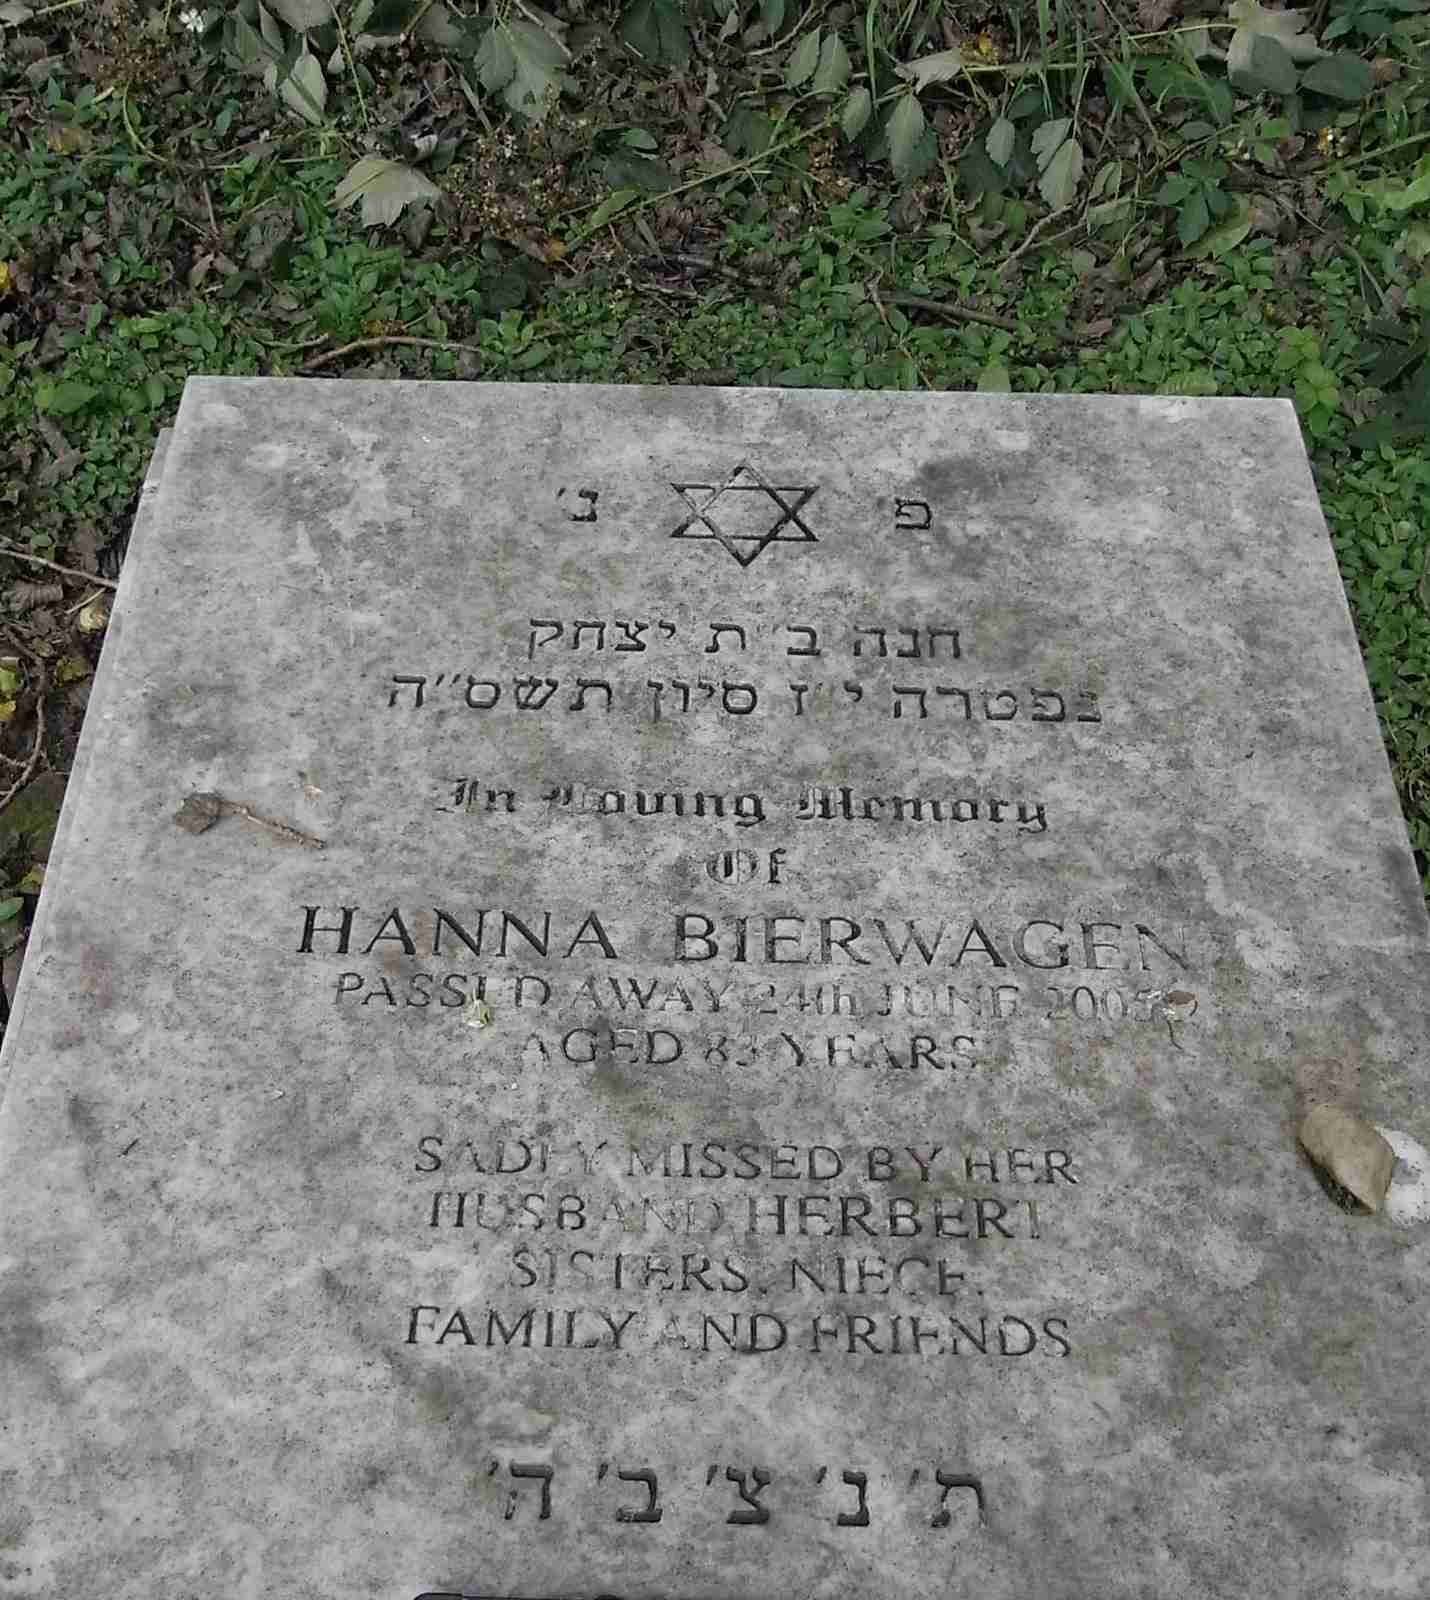 פ' נ'
חנה ב''ת יצחק
נפטרה י''ז סיון תשס''ה
In Loving Memory
Of
HANNA BIERWAGEN
PASSED AWAY 24th JUNE 2005
AGED 83 YEARS
SADLY MISSED BY HER
HUSBAND HERBERT
SISTERS, NIECE,
FAMILY AND FRIENDS
ת' נ' צ' ב' ה'